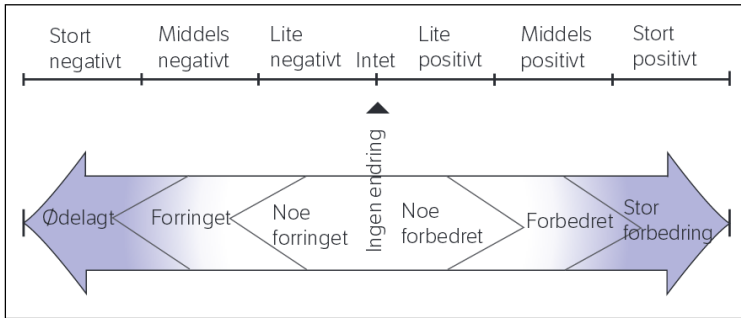 Stort
negativt
Middels
negativt
Lite
negativt
Intet
Lite
positivt
Middels
positivt
Stort
positivt
Ødelagt
Forringet
Noe
forringet
Ingen endring
Noe
forbedret
Forbedret
Stor
forbedring